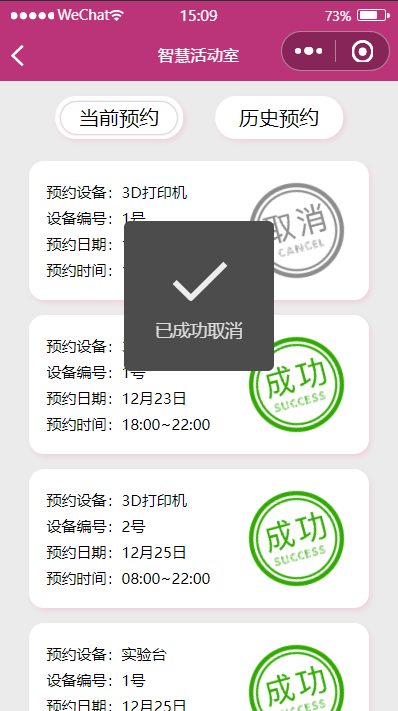 WeChat 15:09 73%
智慧活动室
当前预约 历史预约
预约设备：3D打印机
设备编号：1号
预约日期：
预约时间：
取消
CANCEL
已成功取消
预约设备：
设备编号：1号
预约日期：12月23日
预约时间：18:00~22:00
成功
SUCCESS
预约设备：3D打印机
设备编号：2号
预约日期：12月25日
预约时间：08:00~22:00
成功
SUCCESS
预约设备：实验台
设备编号：1号
预约日期：12月25日
成功